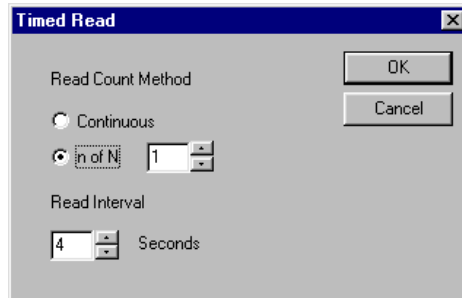 Timed Read
OK
Read Count Method
Cancel
Continuous
n of N 1
Read Interval
4 Seconds